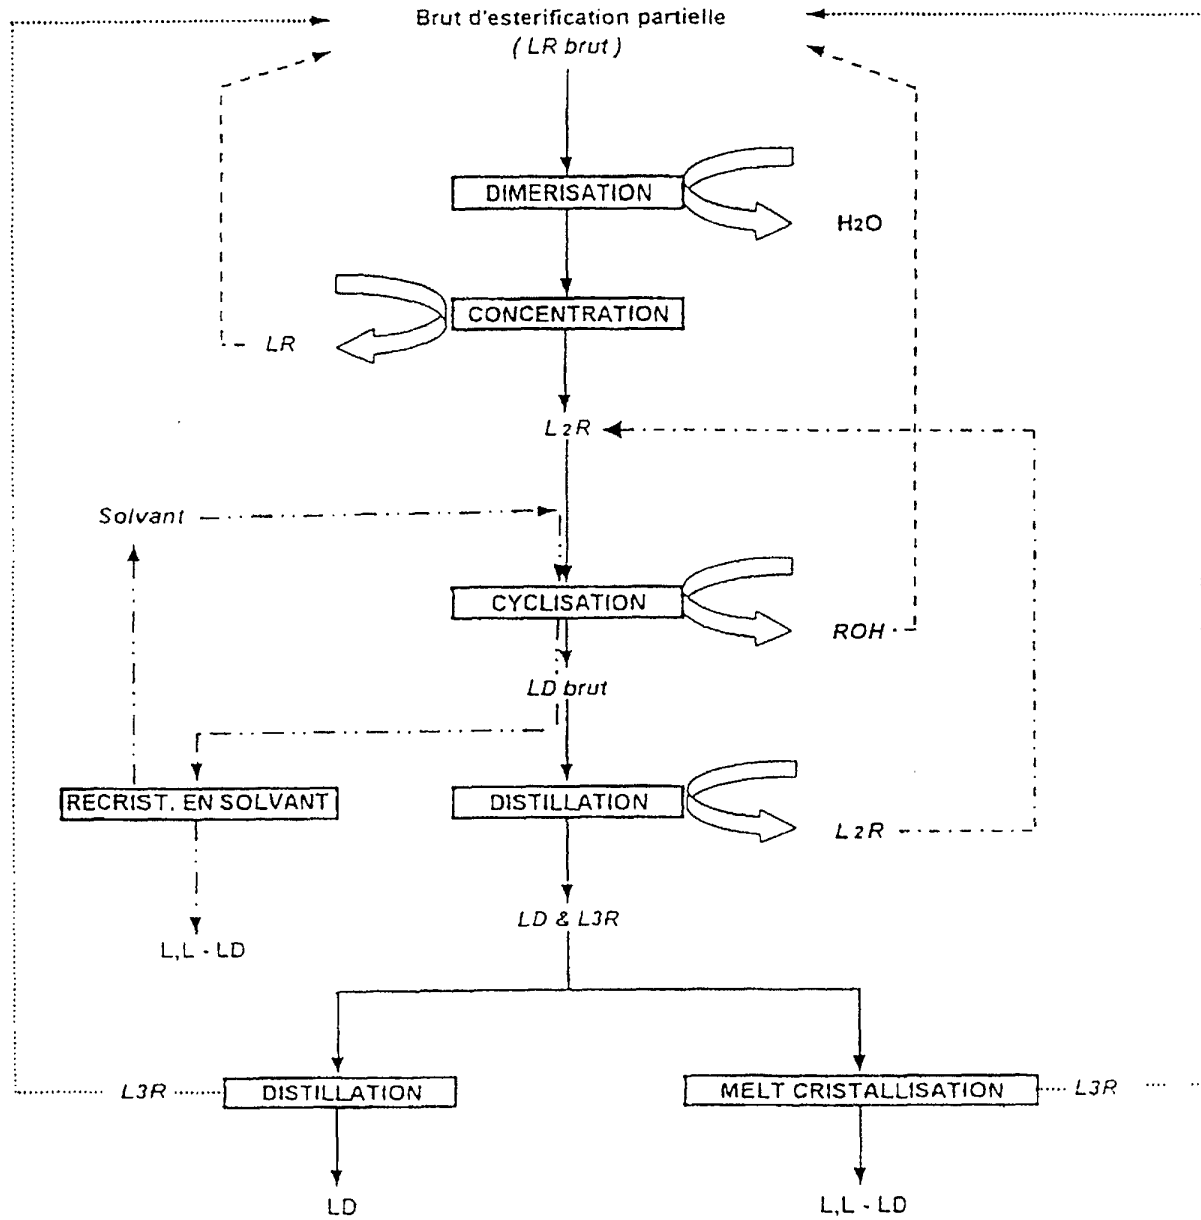 Brut d'esterification partielle
( LR brut )
DIMERISATION
H2O
CONCENTRATION
LR
L2R
Solvant
CYCLISATION
ROH
LD brut
RECRIST. EN SOLVANT
DISTILLATION
L2R
LD & L3R
L,L - LD
L3R
DISTILLATION
MELT CRISTALLISATION
L3R
LD
L,L - LD